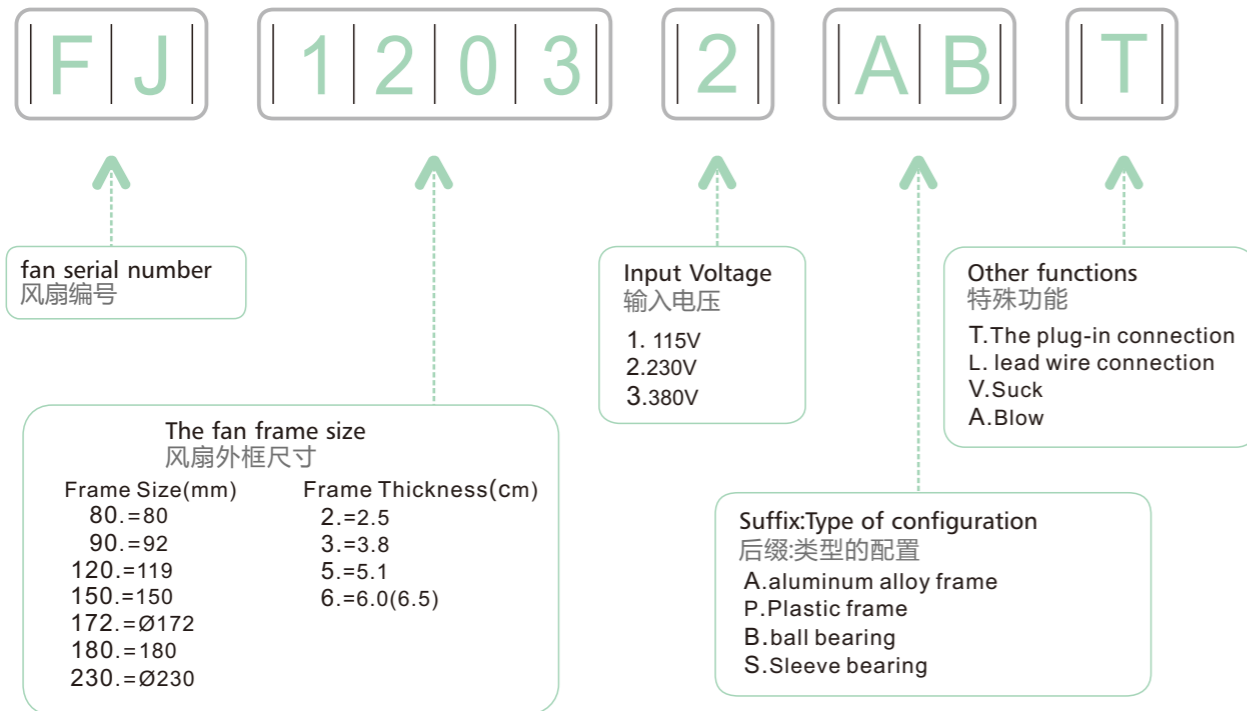 FJ 1203 2 AB T
fan serial number
风扇编号
Input Voltage
输入电压
1. 115V
2.230V
3.380V
Other functions
特殊功能
T.The plug-in connection
L. lead wire connection
V.Suck
A.Blow
The fan frame size
风扇外框尺寸
Frame Size(mm) Frame Thickness(cm)
80.=80 2.=2.5
90.=92 3.=3.8
120.=119 5.=5.1
150.=150 6.=6.0(6.5)
172.=Ø172
180.=180
230.=Ø230
Suffix:Type of configuration
后缀:类型的配置
A.aluminum alloy frame
P.Plastic frame
B.ball bearing
S.Sleeve bearing